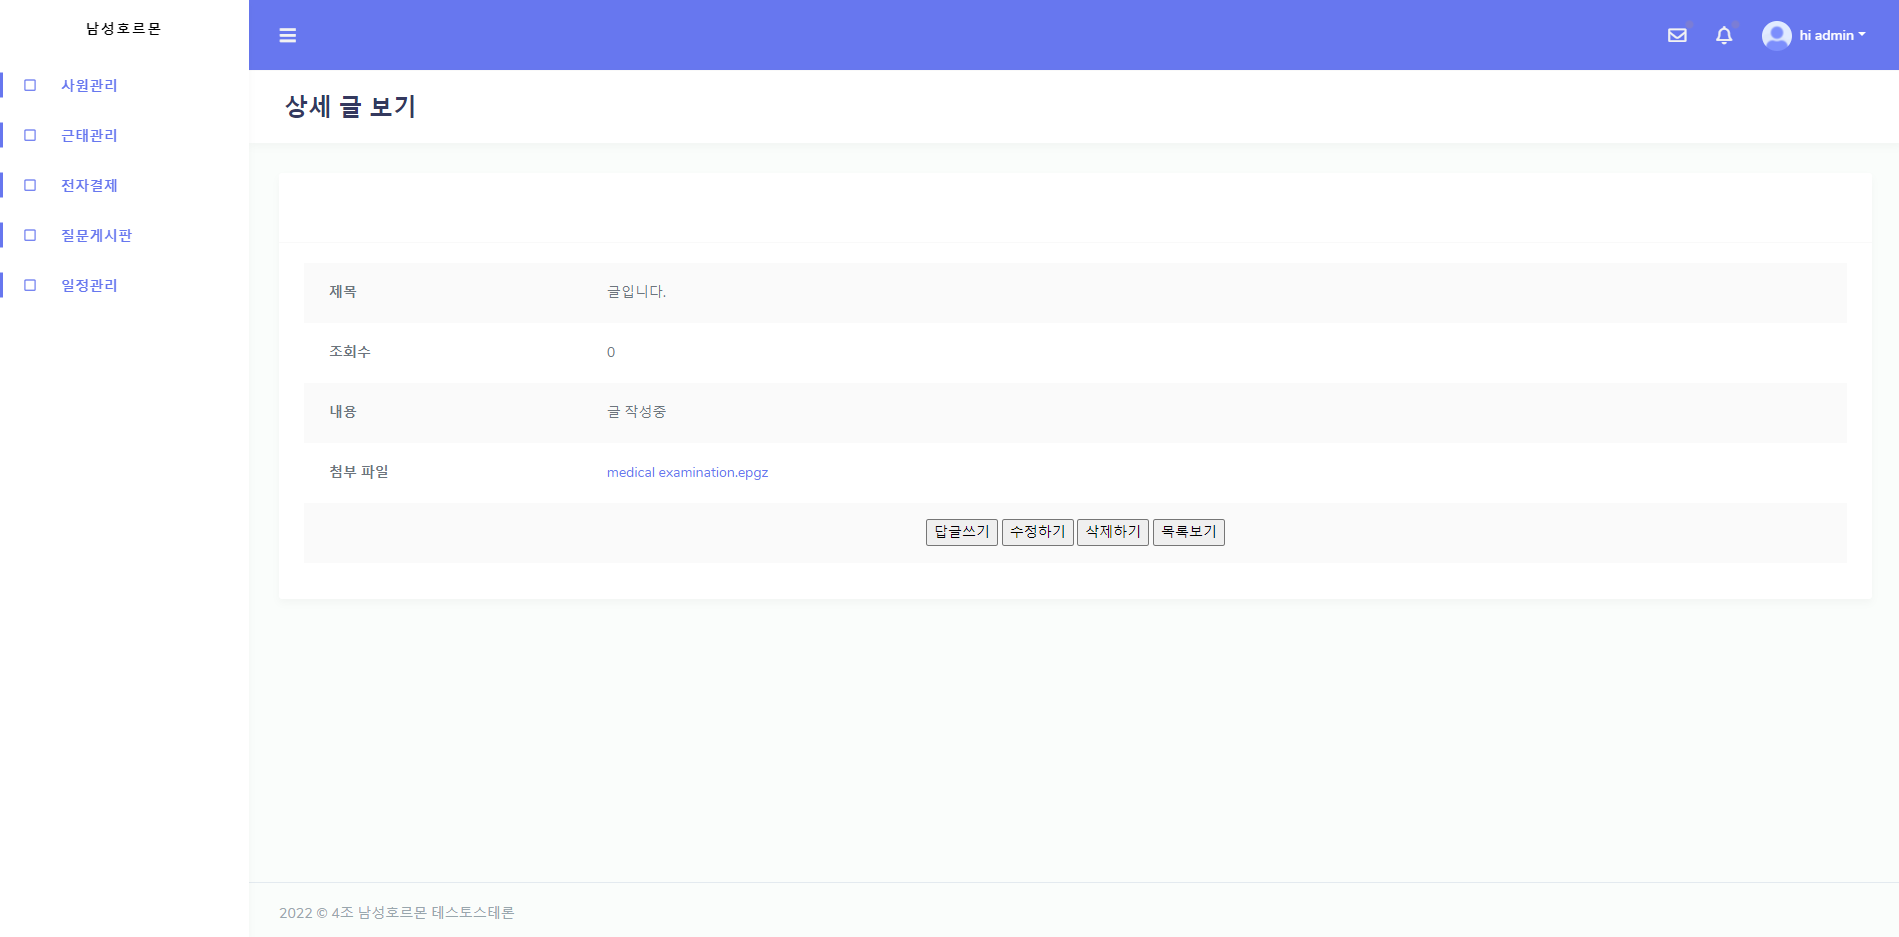 남성호르몬
hi admin
사원관리
근태관리
전자결제
질문게시판
일정관리
상세 글 보기
제목 글입니다.
조회수 0
내용 글 작성중
첨부 파일 medical examination.epgz
답글쓰기 수정하기 삭제하기 목록보기
2022 © 4조 남성호르몬 테스토스테론